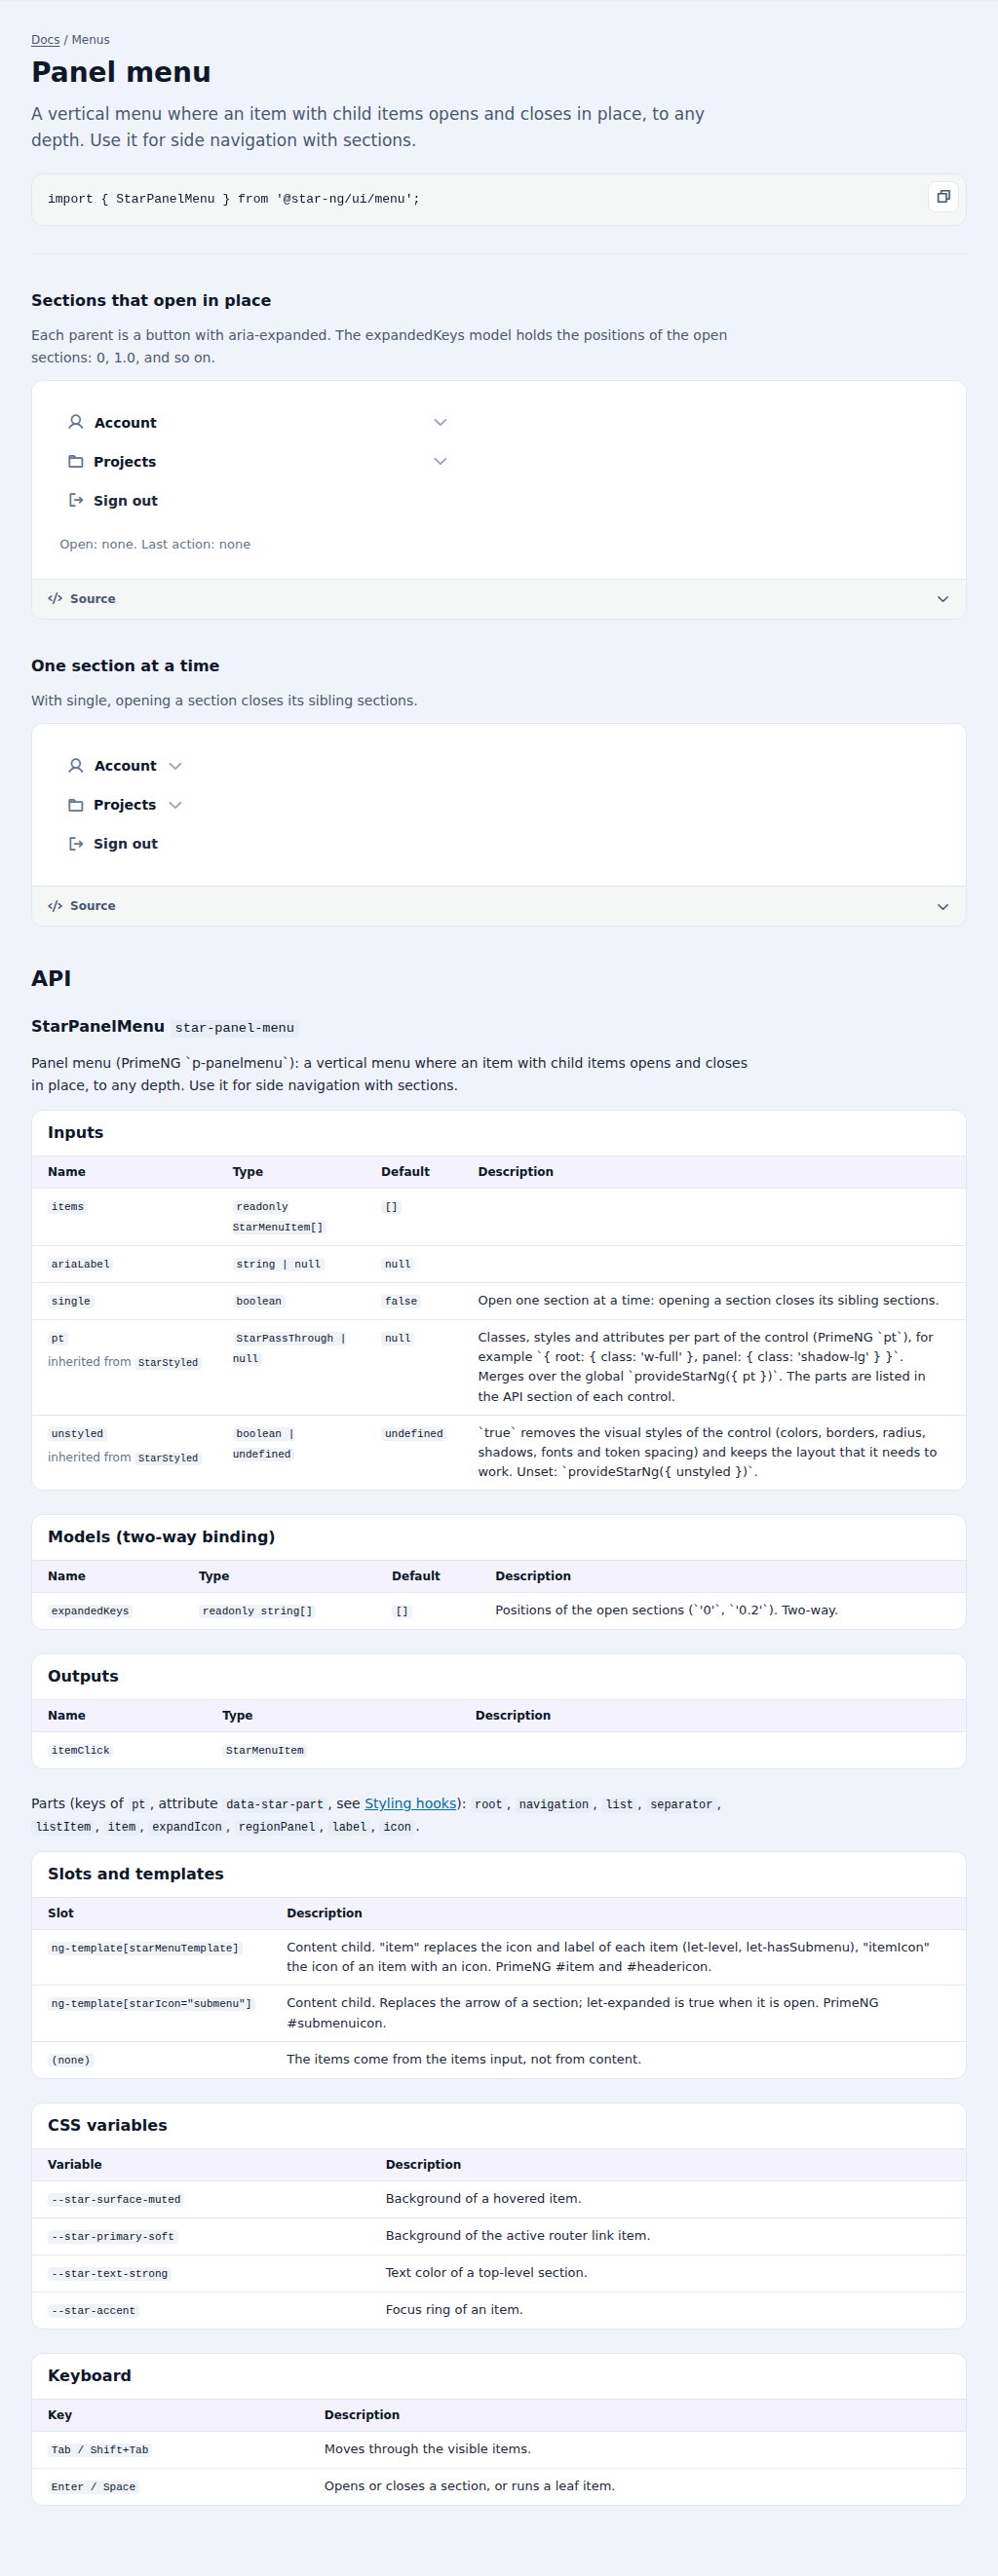 Docs / Menus
Panel menu
A vertical menu where an item with child items opens and closes in place, to any
depth. Use it for side navigation with sections.
import { StarPanelMenu } from '@star-ng/ui/menu';
Sections that open in place
Each parent is a button with aria-expanded. The expandedKeys model holds the positions of the open
sections: 0, 1.0, and so on.
Account
Projects
Sign out
Open: none. Last action: none
Source
One section at a time
With single, opening a section closes its sibling sections.
Account
Projects
Sign out
Source
API
StarPanelMenu star-panel-menu
Panel menu (PrimeNG `p-panelmenu`): a vertical menu where an item with child items opens and closes
in place, to any depth. Use it for side navigation with sections.
Inputs
Name Type Default Description
items readonly []
StarMenuItem[]
ariaLabel string | null null
single boolean false Open one section at a time: opening a section closes its sibling sections.
pt StarPassThrough | null Classes, styles and attributes per part of the control (PrimeNG `pt`), for
inherited from StarStyled null example `{ root: { class: 'w-full' }, panel: { class: 'shadow-lg' } }`.
Merges over the global `provideStarNg({ pt })`. The parts are listed in
the API section of each control.
unstyled boolean | undefined `true` removes the visual styles of the control (colors, borders, radius,
inherited from StarStyled undefined shadows, fonts and token spacing) and keeps the layout that it needs to
work. Unset: `provideStarNg({ unstyled })`.
Models (two-way binding)
Name Type Default Description
expandedKeys readonly string[] [] Positions of the open sections (`'0'`, `'0.2'`). Two-way.
Outputs
Name Type Description
itemClick StarMenuItem
Parts (keys of pt, attribute data-star-part, see Styling hooks): root, navigation, list, separator,
listItem, item, expandIcon, regionPanel, label, icon.
Slots and templates
Slot Description
ng-template[starMenuTemplate] Content child. "item" replaces the icon and label of each item (let-level, let-hasSubmenu), "itemIcon"
the icon of an item with an icon. PrimeNG #item and #headericon.
ng-template[starIcon="submenu"] Content child. Replaces the arrow of a section; let-expanded is true when it is open. PrimeNG
#submenuicon.
(none) The items come from the items input, not from content.
CSS variables
Variable Description
--star-surface-muted Background of a hovered item.
--star-primary-soft Background of the active router link item.
--star-text-strong Text color of a top-level section.
--star-accent Focus ring of an item.
Keyboard
Key Description
Tab / Shift+Tab Moves through the visible items.
Enter / Space Opens or closes a section, or runs a leaf item.